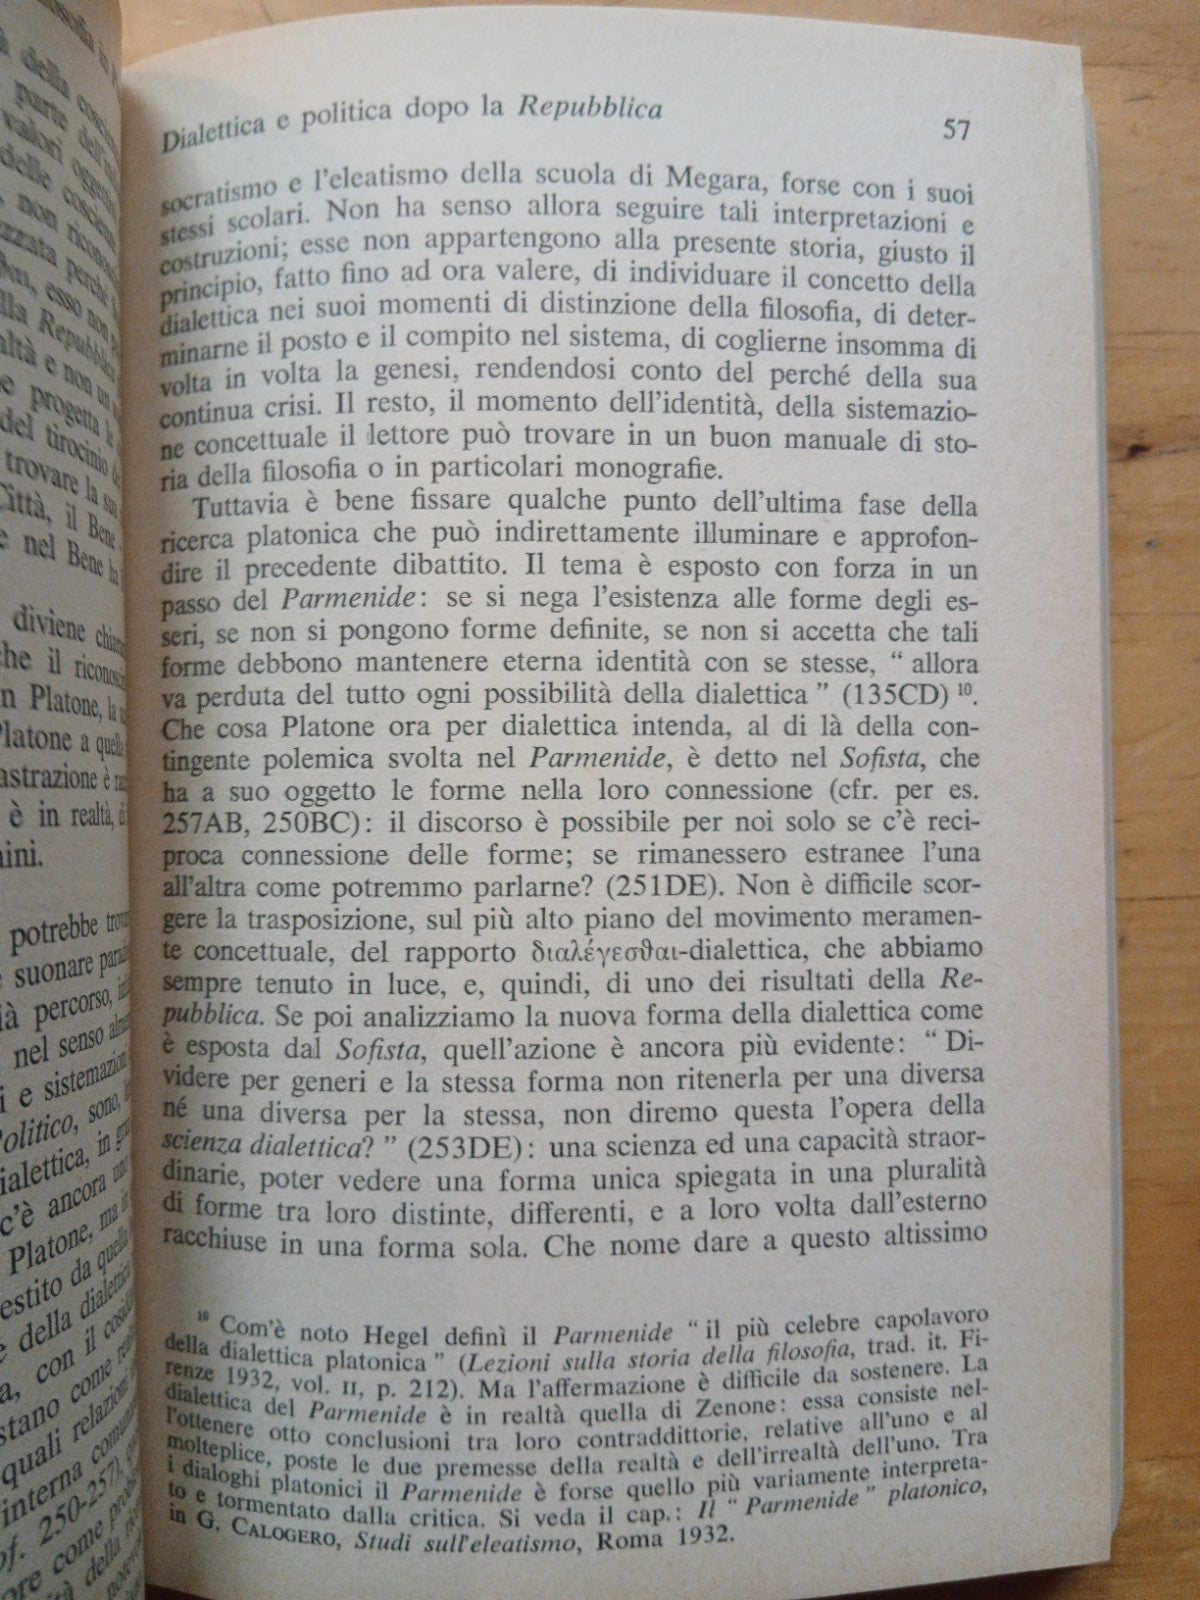 Dialettica e politica dopo la Repubblica
57
socratismo e l'eleatismo della scuola di Megara, forse con i suoi
stessi scolari. Non ha senso allora seguire tali interpretazioni e
costruzioni; esse non appartengono alla presente storia, giusto il
principio, fatto fino ad ora valere, di individuare il concetto della
dialettica nei suoi momenti di distinzione della filosofia, di deter-
minarne il posto e il compito nel sistema, di coglierne insomma di
volta in volta la genesi, rendendosi conto del perché della sua
continua crisi. Il resto, il momento dell'identità, della sistemazio-
ne concettuale il lettore può trovare in un buon manuale di sto-
ria della filosofia o in particolari monografie.
Tuttavia è bene fissare qualche punto dell'ultima fase della
ricerca platonica che può indirettamente illuminare e approfon-
dire il precedente dibattito. Il tema è esposto con forza in un
passo del Parmenide: se si nega l'esistenza alle forme degli es-
seri, se non si pongono forme definite, se non si accetta che tali
forme debbono mantenere eterna identità con se stesse, “ allora
va perduta del tutto ogni possibilità della dialettica ” (135CD) ¹⁰.
Che cosa Platone ora per dialettica intenda, al di là della con-
tingente polemica svolta nel Parmenide, è detto nel Sofista, che
ha a suo oggetto le forme nella loro connessione (cfr. per es.
257AB, 250BC): il discorso è possibile per noi solo se c'è reci-
proca connessione delle forme; se rimanessero estranee l'una
all'altra come potremmo parlarne? (251DE). Non è difficile scor-
gere la trasposizione, sul più alto piano del movimento meramen-
te concettuale, del rapporto διαλέγεσθαι-dialettica, che abbiamo
sempre tenuto in luce, e, quindi, di uno dei risultati della Re-
pubblica. Se poi analizziamo la nuova forma della dialettica come
è esposta dal Sofista, quell'azione è ancora più evidente: “ Di-
videre per generi e la stessa forma non ritenerla per una diversa
né una diversa per la stessa, non diremo questa l'opera della
scienza dialettica? ” (253DE): una scienza ed una capacità straor-
dinarie, poter vedere una forma unica spiegata in una pluralità
di forme tra loro distinte, differenti, e a loro volta dall'esterno
racchiuse in una forma sola. Che nome dare a questo altissimo
¹⁰ Com'è noto Hegel definì il Parmenide “ il più celebre capolavoro
della dialettica platonica ” (Lezioni sulla storia della filosofia, trad. it. Fi-
renze 1932, vol. II, p. 212). Ma l'affermazione è difficile da sostenere. La
dialettica del Parmenide è in realtà quella di Zenone: essa consiste nel-
l'ottenere otto conclusioni tra loro contraddittorie, relative all'uno e al
molteplice, poste le due premesse della realtà e dell'irrealtà dell'uno. Tra
i dialoghi platonici il Parmenide è forse quello più variamente interpreta-
to e tormentato dalla critica. Si veda il cap.: Il “ Parmenide ” platonico,
in G. CALOGERO, Studi sull'eleatismo, Roma 1932.